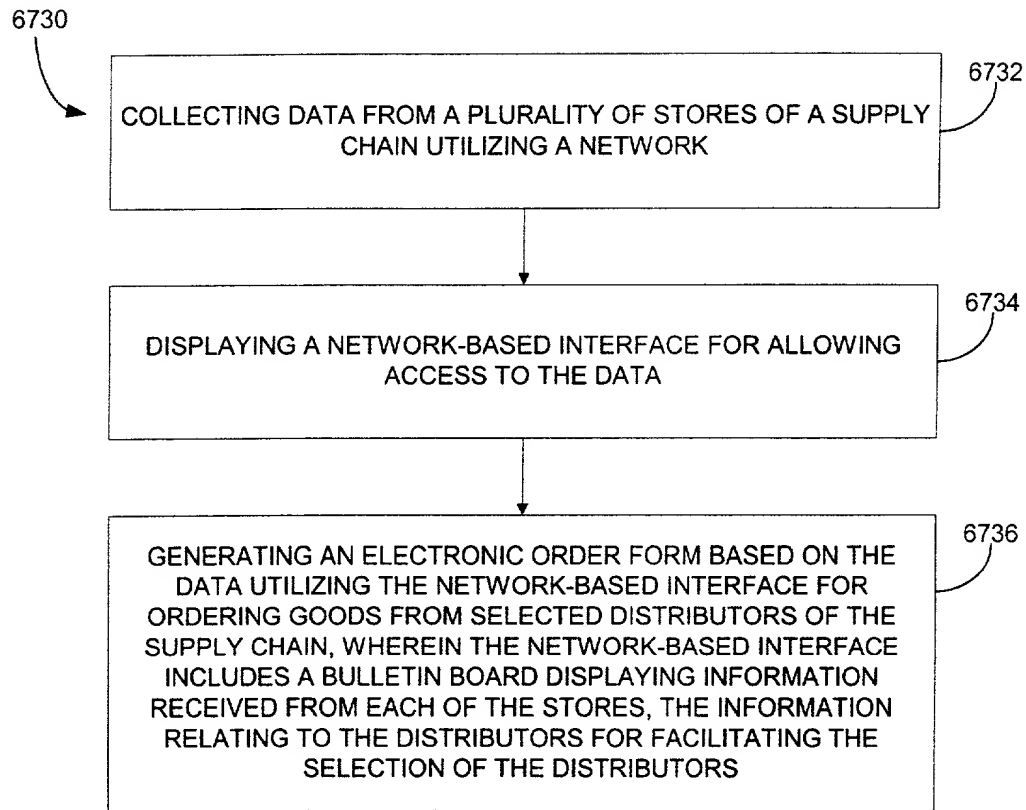 6730
6732
COLLECTING DATA FROM A PLURALITY OF STORES OF A SUPPLY
CHAIN UTILIZING A NETWORK
6734
DISPLAYING A NETWORK-BASED INTERFACE FOR ALLOWING
ACCESS TO THE DATA
6736
GENERATING AN ELECTRONIC ORDER FORM BASED ON THE
DATA UTILIZING THE NETWORK-BASED INTERFACE FOR
ORDERING GOODS FROM SELECTED DISTRIBUTORS OF THE
SUPPLY CHAIN, WHEREIN THE NETWORK-BASED INTERFACE
INCLUDES A BULLETIN BOARD DISPLAYING INFORMATION
RECEIVED FROM EACH OF THE STORES, THE INFORMATION
RELATING TO THE DISTRIBUTORS FOR FACILITATING THE
SELECTION OF THE DISTRIBUTORS